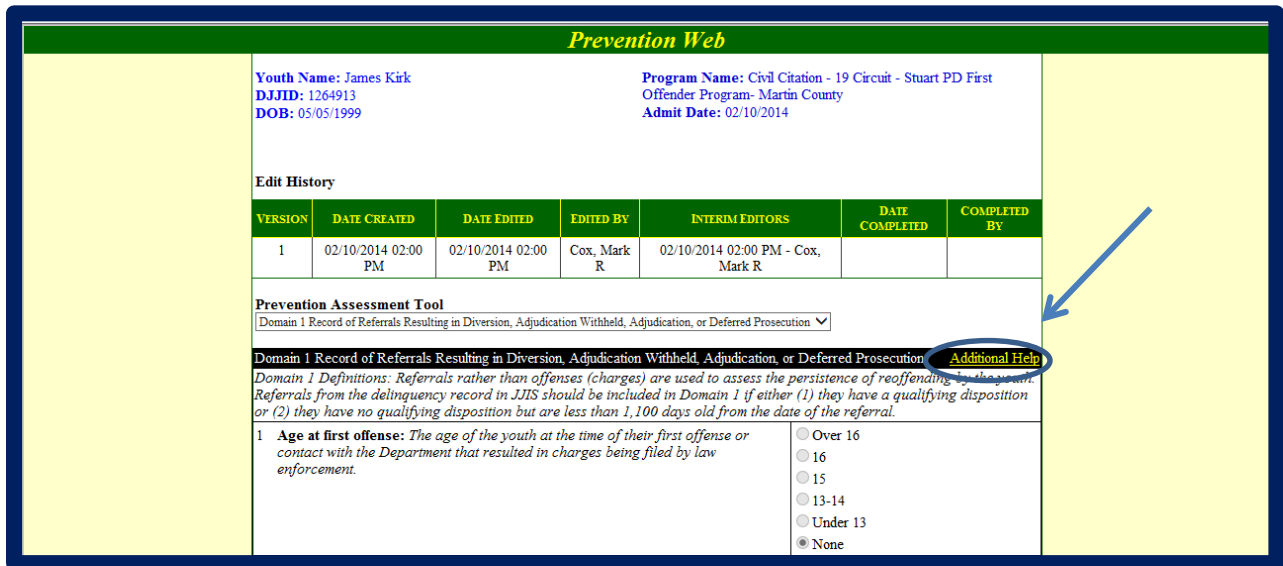 Prevention Web
Youth Name: James Kirk
DJJID: 1264913
DOB: 05/05/1999
Program Name: Civil Citation - 19 Circuit - Stuart PD First
Offender Program- Martin County
Admit Date: 02/10/2014
Edit History
VERSION DATE CREATED DATE EDITED EDITED BY INTERIM EDITORS DATE COMPLETED COMPLETED BY
1 02/10/2014 02:00 PM 02/10/2014 02:00 PM Cox, Mark R 02/10/2014 02:00 PM - Cox, Mark R
Prevention Assessment Tool
Domain 1 Record of Referrals Resulting in Diversion, Adjudication Withheld, Adjudication, or Deferred Prosecution
Domain 1 Record of Referrals Resulting in Diversion, Adjudication Withheld, Adjudication, or Deferred Prosecution Additional Help
Domain 1 Definitions: Referrals rather than offenses (charges) are used to assess the persistence of reoffending by the youth.
Referrals from the delinquency record in JJIS should be included in Domain 1 if either (1) they have a qualifying disposition
or (2) they have no qualifying disposition but are less than 1,100 days old from the date of the referral.
1 Age at first offense: The age of the youth at the time of their first offense or
contact with the Department that resulted in charges being filed by law
enforcement.
Over 16
16
15
13-14
Under 13
None